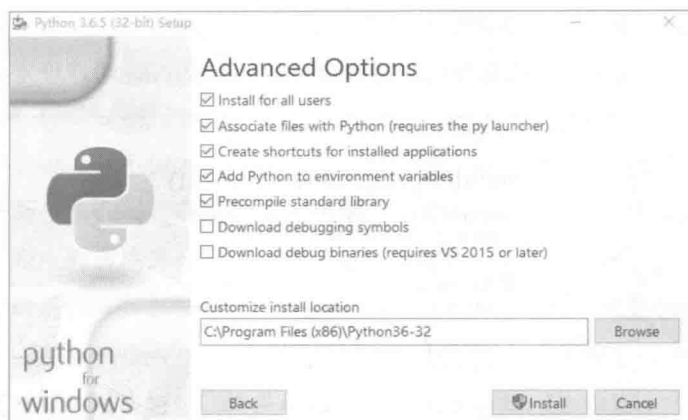 Python 3.6.5 (32-bit) Setup
Advanced Options
Install for all users
Associate files with Python (requires the py launcher)
Create shortcuts for installed applications
Add Python to environment variables
Precompile standard library
Download debugging symbols
Download debug binaries (requires VS 2015 or later)
Customize install location
C:\Program Files (x86)\Python36-32
Browse
python
for
windows
Back
Install
Cancel